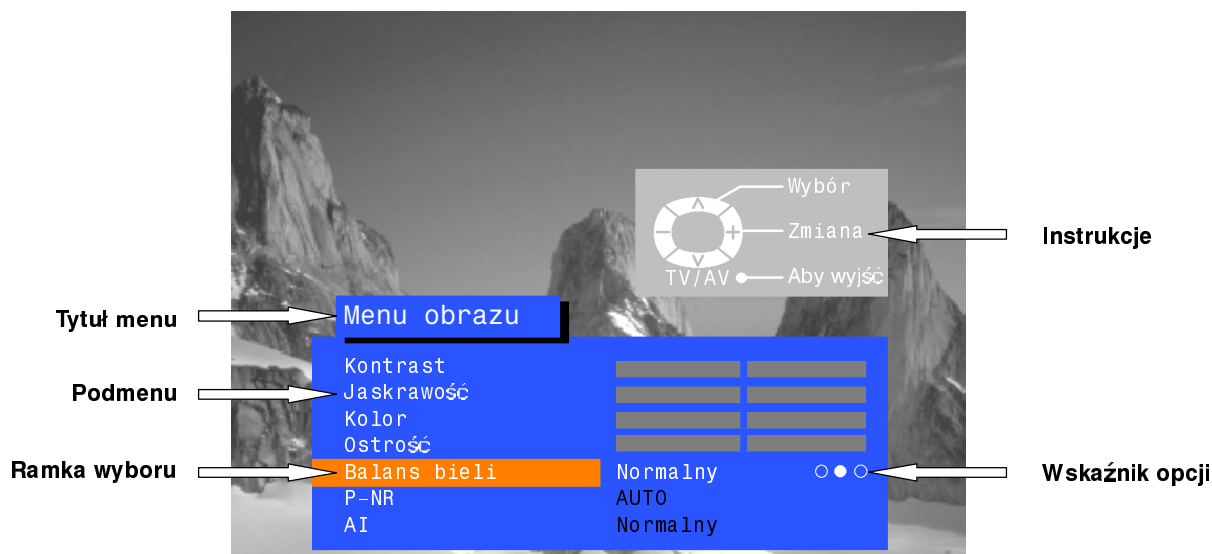 Wybór
Zmiana
Instrukcje
TV/AV Aby wyjść
Tytuł menu
Menu obrazu
Kontrast
Podmenu
Jaskrawość
Kolor
Ostrość
Ramka wyboru
Balans bieli Normalny
Wskaźnik opcji
P-NR AUTO
AI Normalny